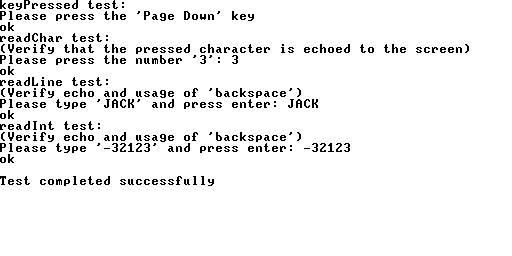 keyPressed test:
Please press the 'Page Down' key
ok
readChar test:
(Verify that the pressed character is echoed to the screen)
Please press the number '3': 3
ok
readLine test:
(Verify echo and usage of 'backspace')
Please type 'JACK' and press enter: JACK
ok
readInt test:
(Verify echo and usage of 'backspace')
Please type '-32123' and press enter: -32123
ok
Test completed successfully